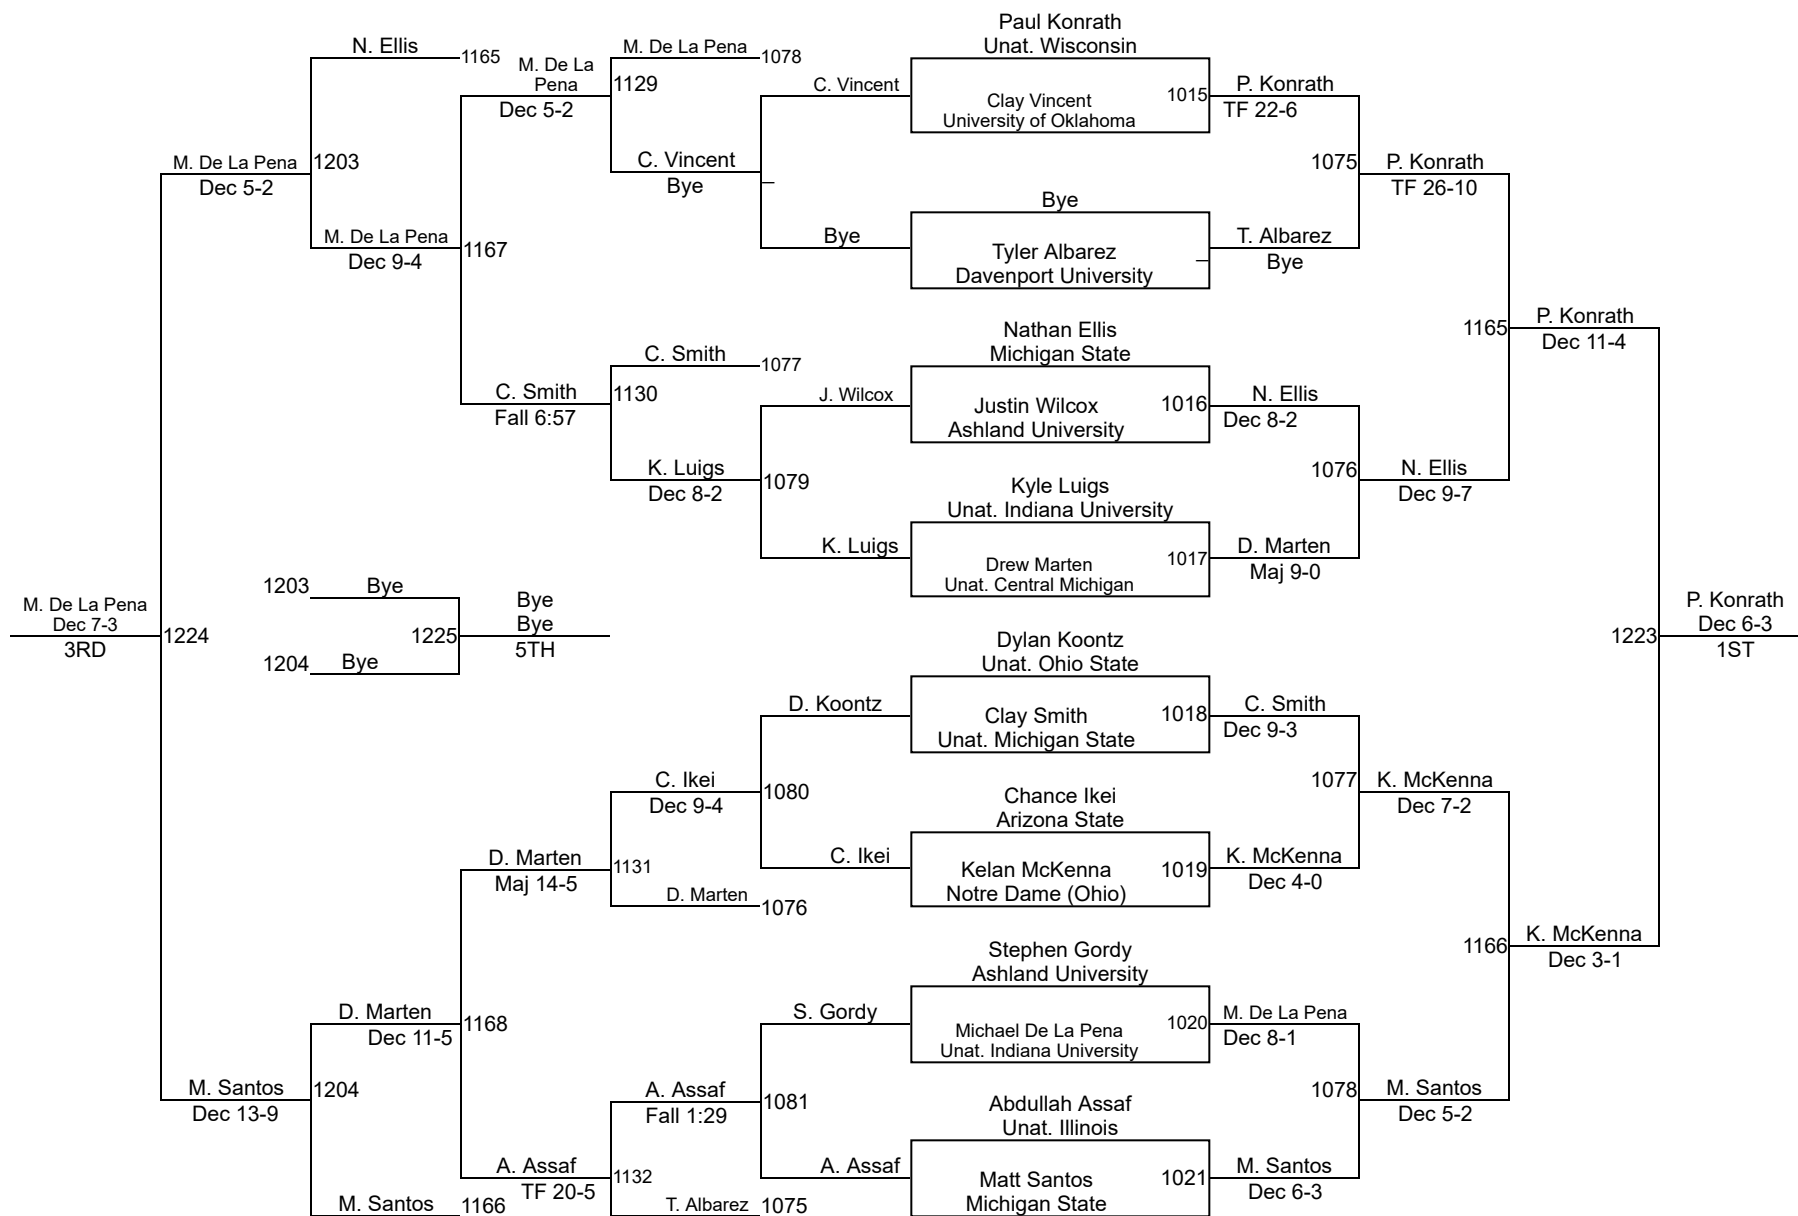 Paul Konrath
Unat. Wisconsin
N. Ellis
1165
M. De La
Pena
Dec 5-2
M. De La Pena
1078
1129
C. Vincent
Clay Vincent
University of Oklahoma
1015
P. Konrath
TF 22-6
M. De La Pena
Dec 5-2
1203
C. Vincent
Bye
–
1075
P. Konrath
TF 26-10
Bye
M. De La Pena
Dec 9-4
1167
Bye
Tyler Albarez
Davenport University
–
T. Albarez
Bye
Nathan Ellis
Michigan State
1165
P. Konrath
Dec 11-4
C. Smith
1077
C. Smith
Fall 6:57
1130
J. Wilcox
Justin Wilcox
Ashland University
1016
N. Ellis
Dec 8-2
K. Luigs
Dec 8-2
1079
1076
N. Ellis
Dec 9-7
Kyle Luigs
Unat. Indiana University
K. Luigs
Drew Marten
Unat. Central Michigan
1017
D. Marten
Maj 9-0
1203
Bye
M. De La Pena
Dec 7-3
3RD
1224
1225
Bye
Bye
5TH
1204
Bye
1223
P. Konrath
Dec 6-3
1ST
Dylan Koontz
Unat. Ohio State
D. Koontz
Clay Smith
Unat. Michigan State
1018
C. Smith
Dec 9-3
C. Ikei
Dec 9-4
1080
1077
K. McKenna
Dec 7-2
Chance Ikei
Arizona State
D. Marten
Maj 14-5
1131
C. Ikei
Kelan McKenna
Notre Dame (Ohio)
1019
K. McKenna
Dec 4-0
D. Marten
1076
1166
K. McKenna
Dec 3-1
Stephen Gordy
Ashland University
D. Marten
Dec 11-5
1168
S. Gordy
Michael De La Pena
Unat. Indiana University
1020
M. De La Pena
Dec 8-1
M. Santos
Dec 13-9
1204
A. Assaf
Fall 1:29
1081
1078
M. Santos
Dec 5-2
Abdullah Assaf
Unat. Illinois
A. Assaf
TF 20-5
1132
A. Assaf
Matt Santos
Michigan State
1021
M. Santos
Dec 6-3
M. Santos
1166
T. Albarez
1075